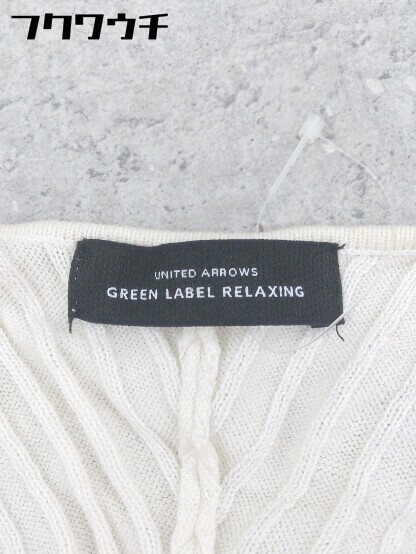 フクワウチ
UNITED ARROWS
GREEN LABEL RELAXING